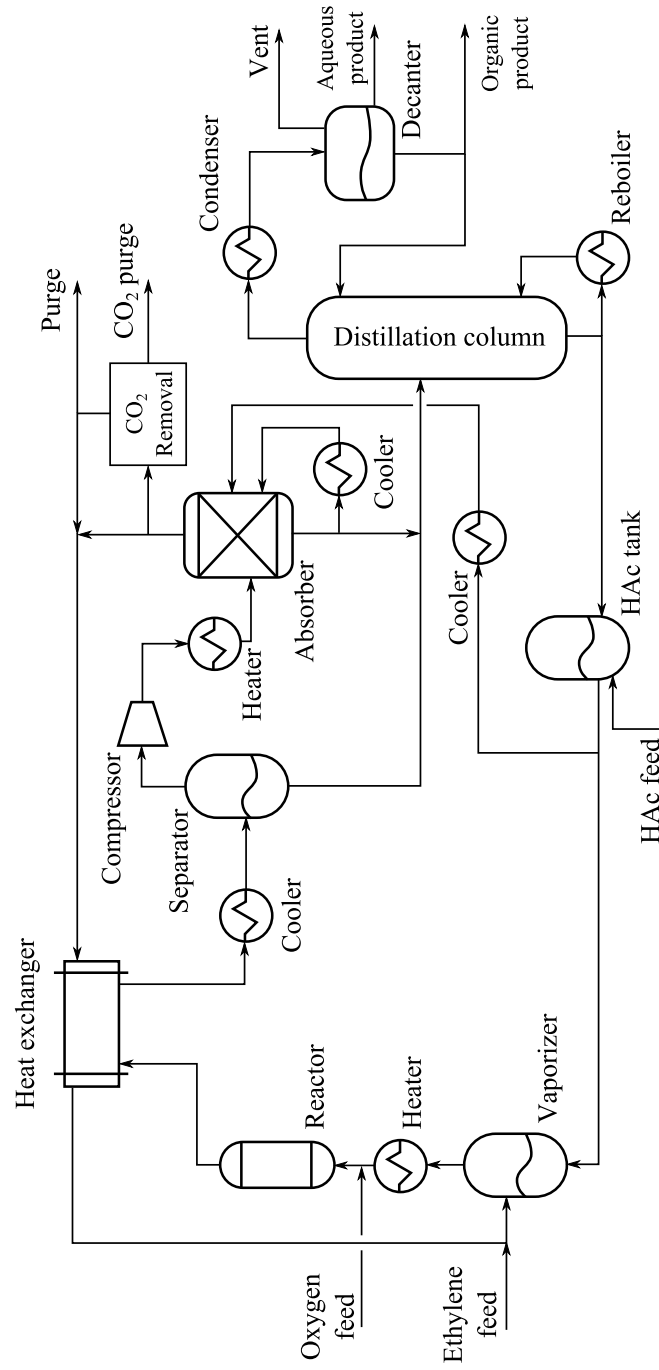 Vent
Aqueous
product
Decanter
Organic
product
Condenser
Reboiler
Purge
CO₂ purge
CO₂
Removal
Distillation column
Cooler
Absorber
Heater
Cooler
HAc tank
HAc feed
Compressor
Separator
Cooler
Heat exchanger
Reactor
Heater
Vaporizer
Oxygen
feed
Ethylene
feed